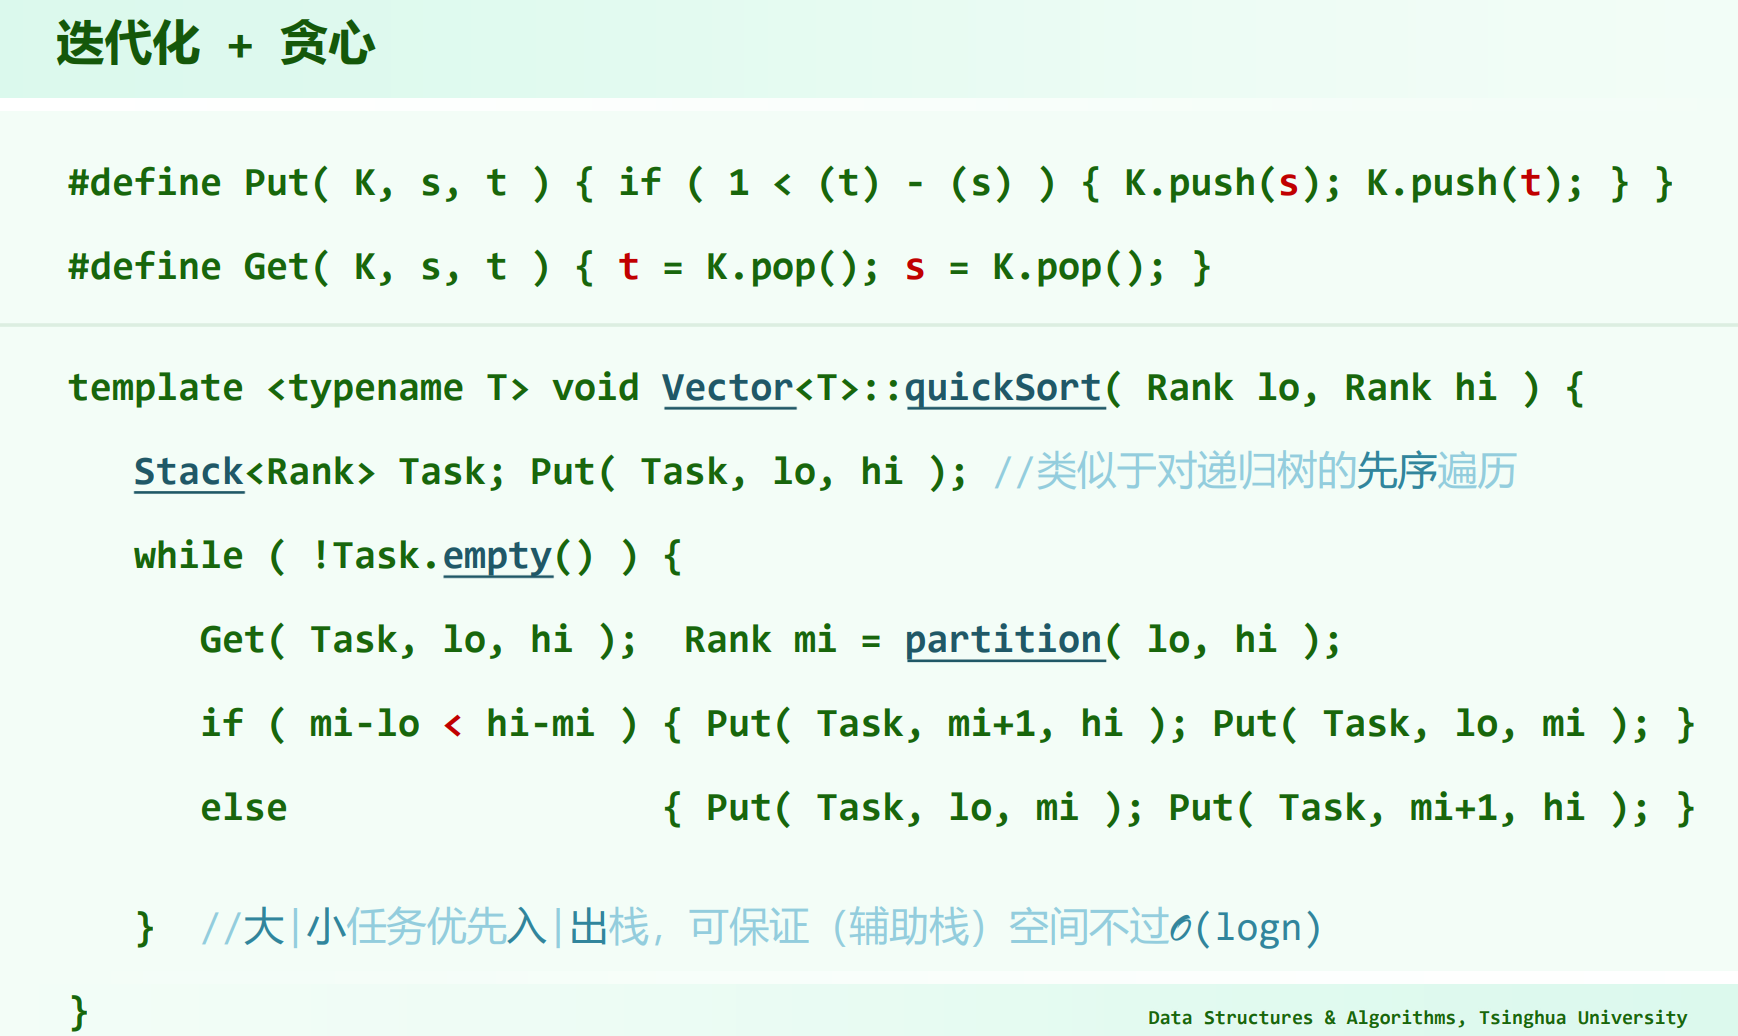 迭代化 + 贪心
#define Put( K, s, t ) { if ( 1 < (t) - (s) ) { K.push(s); K.push(t); } }
#define Get( K, s, t ) { t = K.pop(); s = K.pop(); }
template <typename T> void Vector<T>::quickSort( Rank lo, Rank hi ) {
Stack<Rank> Task; Put( Task, lo, hi ); //类似于对递归树的先序遍历
while ( !Task.empty() ) {
Get( Task, lo, hi ); Rank mi = partition( lo, hi );
if ( mi-lo < hi-mi ) { Put( Task, mi+1, hi ); Put( Task, lo, mi ); }
else { Put( Task, lo, mi ); Put( Task, mi+1, hi ); }
} //大|小任务优先入|出栈，可保证（辅助栈）空间不过𝒪(logn)
}
Data Structures & Algorithms, Tsinghua University